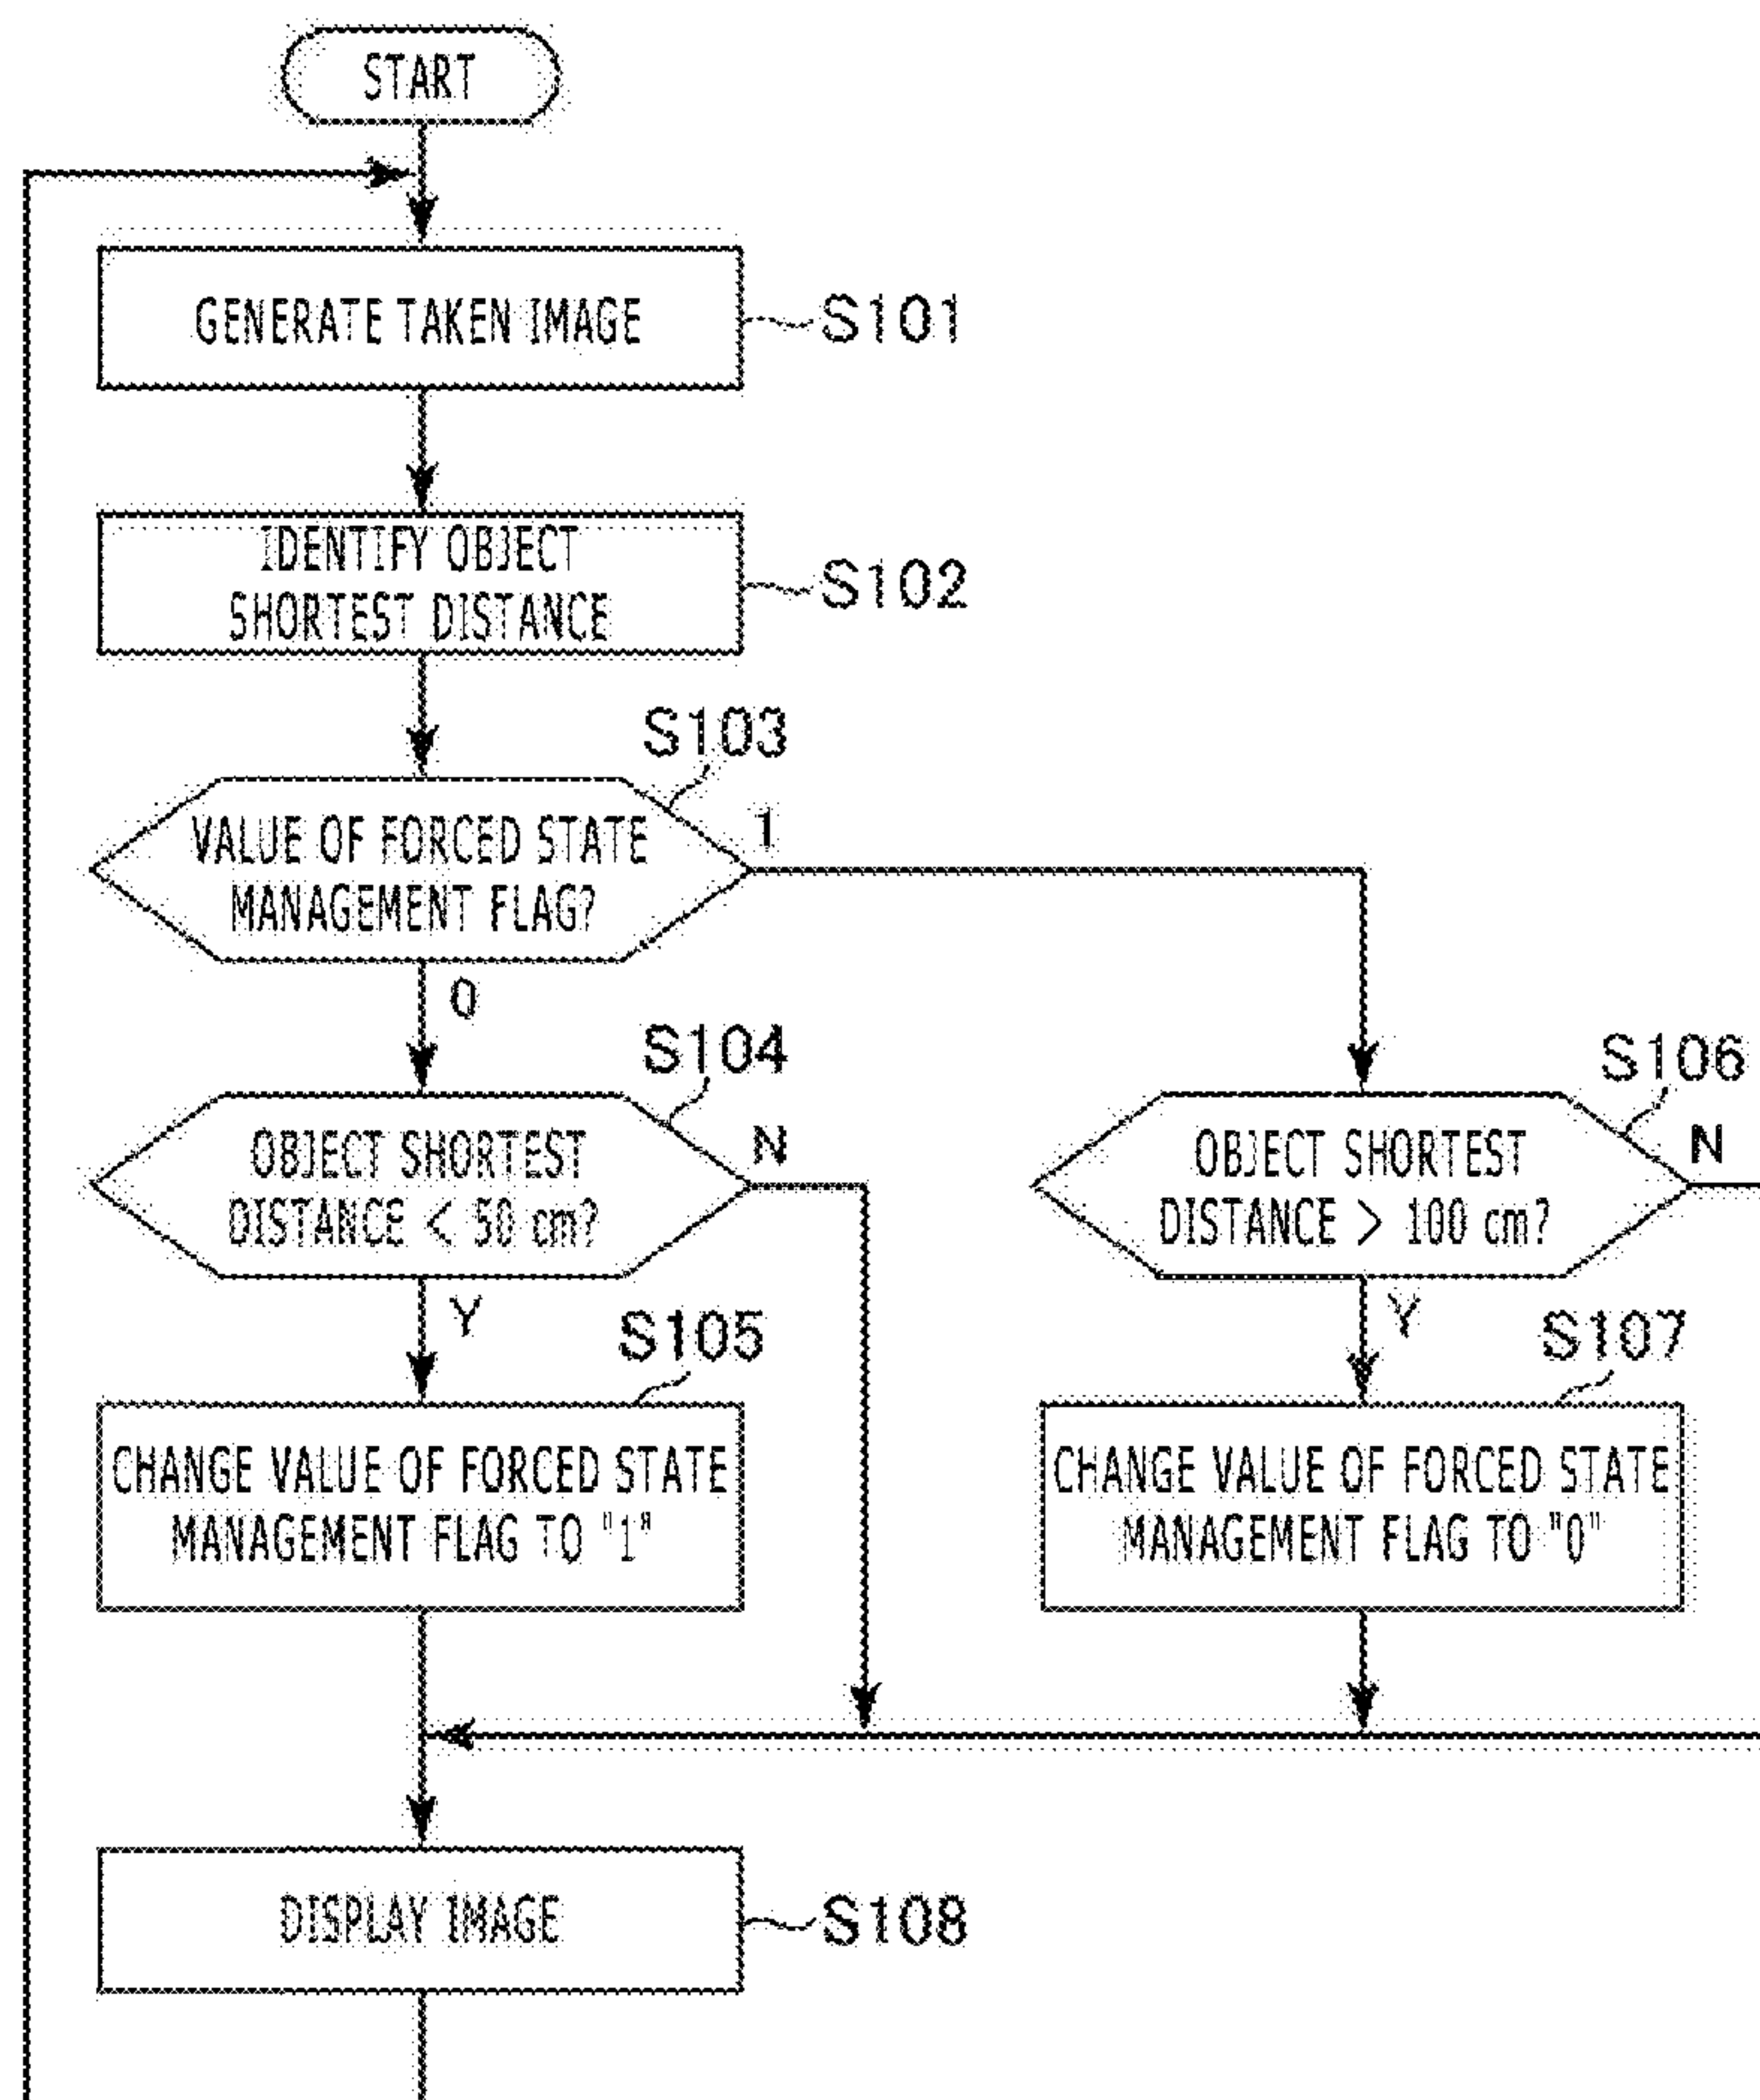 START
GENERATE TAKEN IMAGE
S101
IDENTIFY OBJECT
SHORTEST DISTANCE
S102
S103
VALUE OF FORCED STATE
MANAGEMENT FLAG?
1
0
S104
OBJECT SHORTEST
DISTANCE < 50 cm?
N
Y
S106
OBJECT SHORTEST
DISTANCE > 100 cm?
N
Y
S105
CHANGE VALUE OF FORCED STATE
MANAGEMENT FLAG TO "1"
S107
CHANGE VALUE OF FORCED STATE
MANAGEMENT FLAG TO "0"
DISPLAY IMAGE
S108